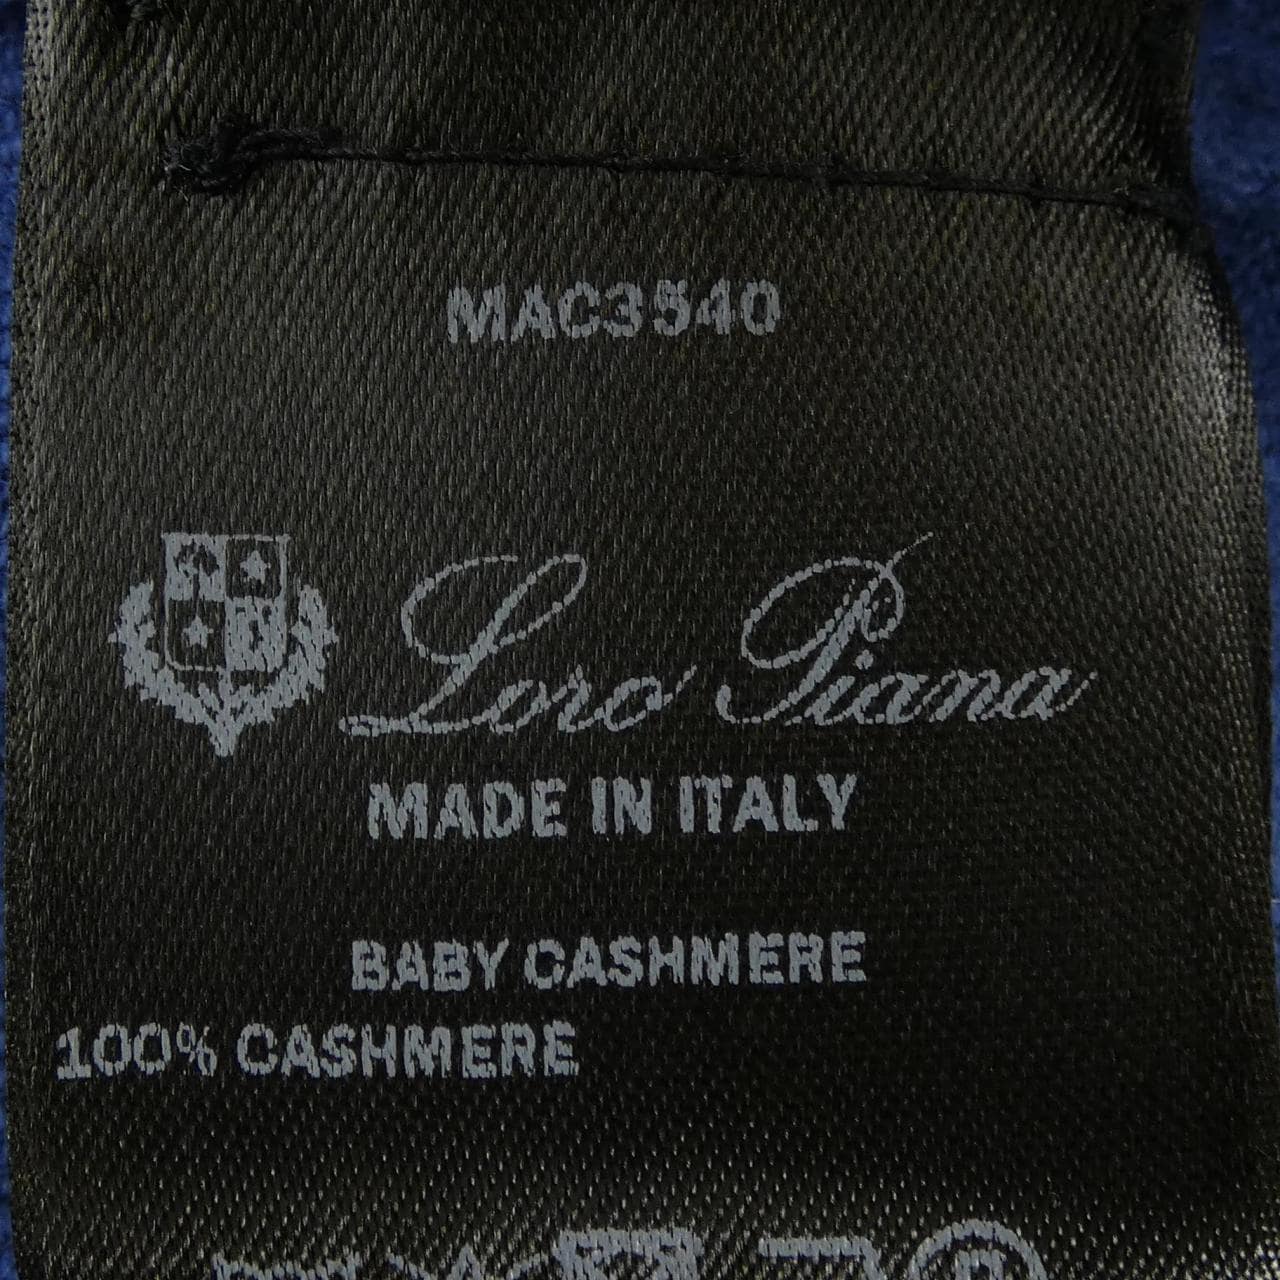 MAC3540
Loro Piana
MADE IN ITALY
BABY CASHMERE
100% CASHMERE